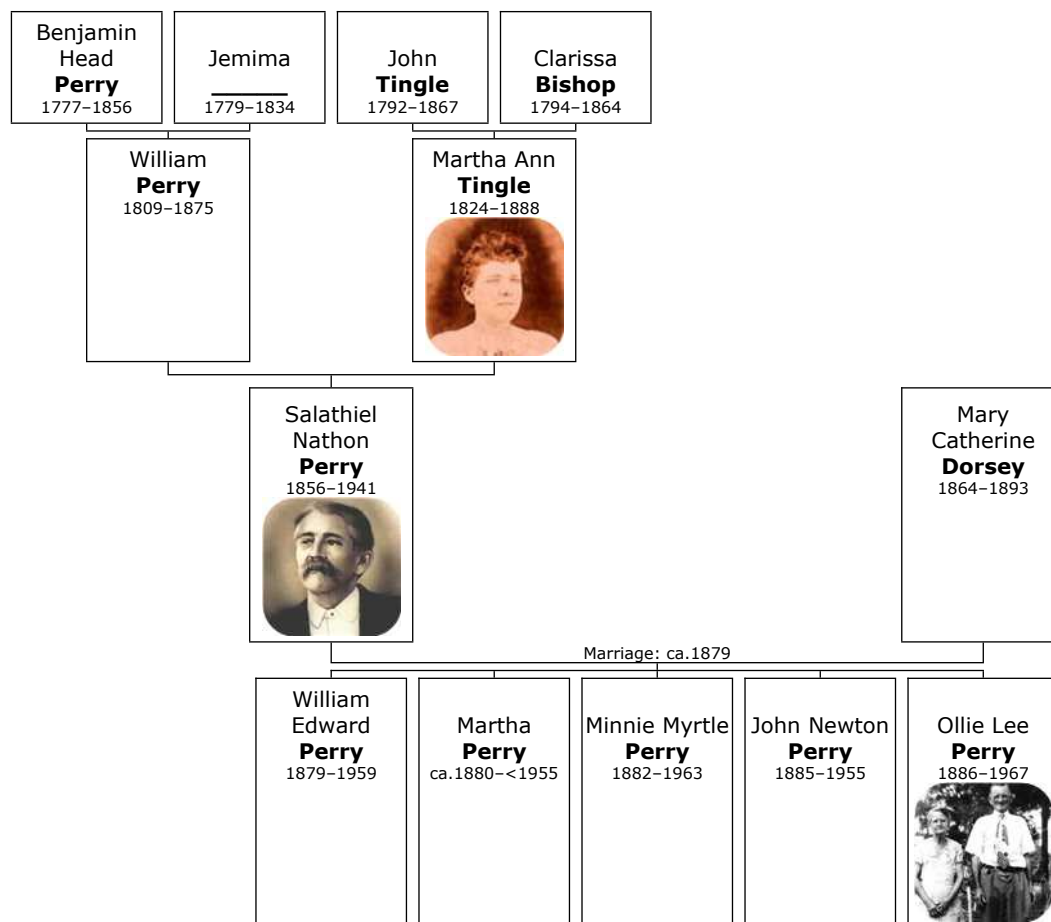 Benjamin
Head
Perry
1777–1856
Jemima
______
1779–1834
John
Tingle
1792–1867
Clarissa
Bishop
1794–1864
William
Perry
1809–1875
Martha Ann
Tingle
1824–1888
Salathiel
Nathon
Perry
1856–1941
Mary
Catherine
Dorsey
1864–1893
Marriage: ca.1879
William
Edward
Perry
1879–1959
Martha
Perry
ca.1880–<1955
Minnie Myrtle
Perry
1882–1963
John Newton
Perry
1885–1955
Ollie Lee
Perry
1886–1967